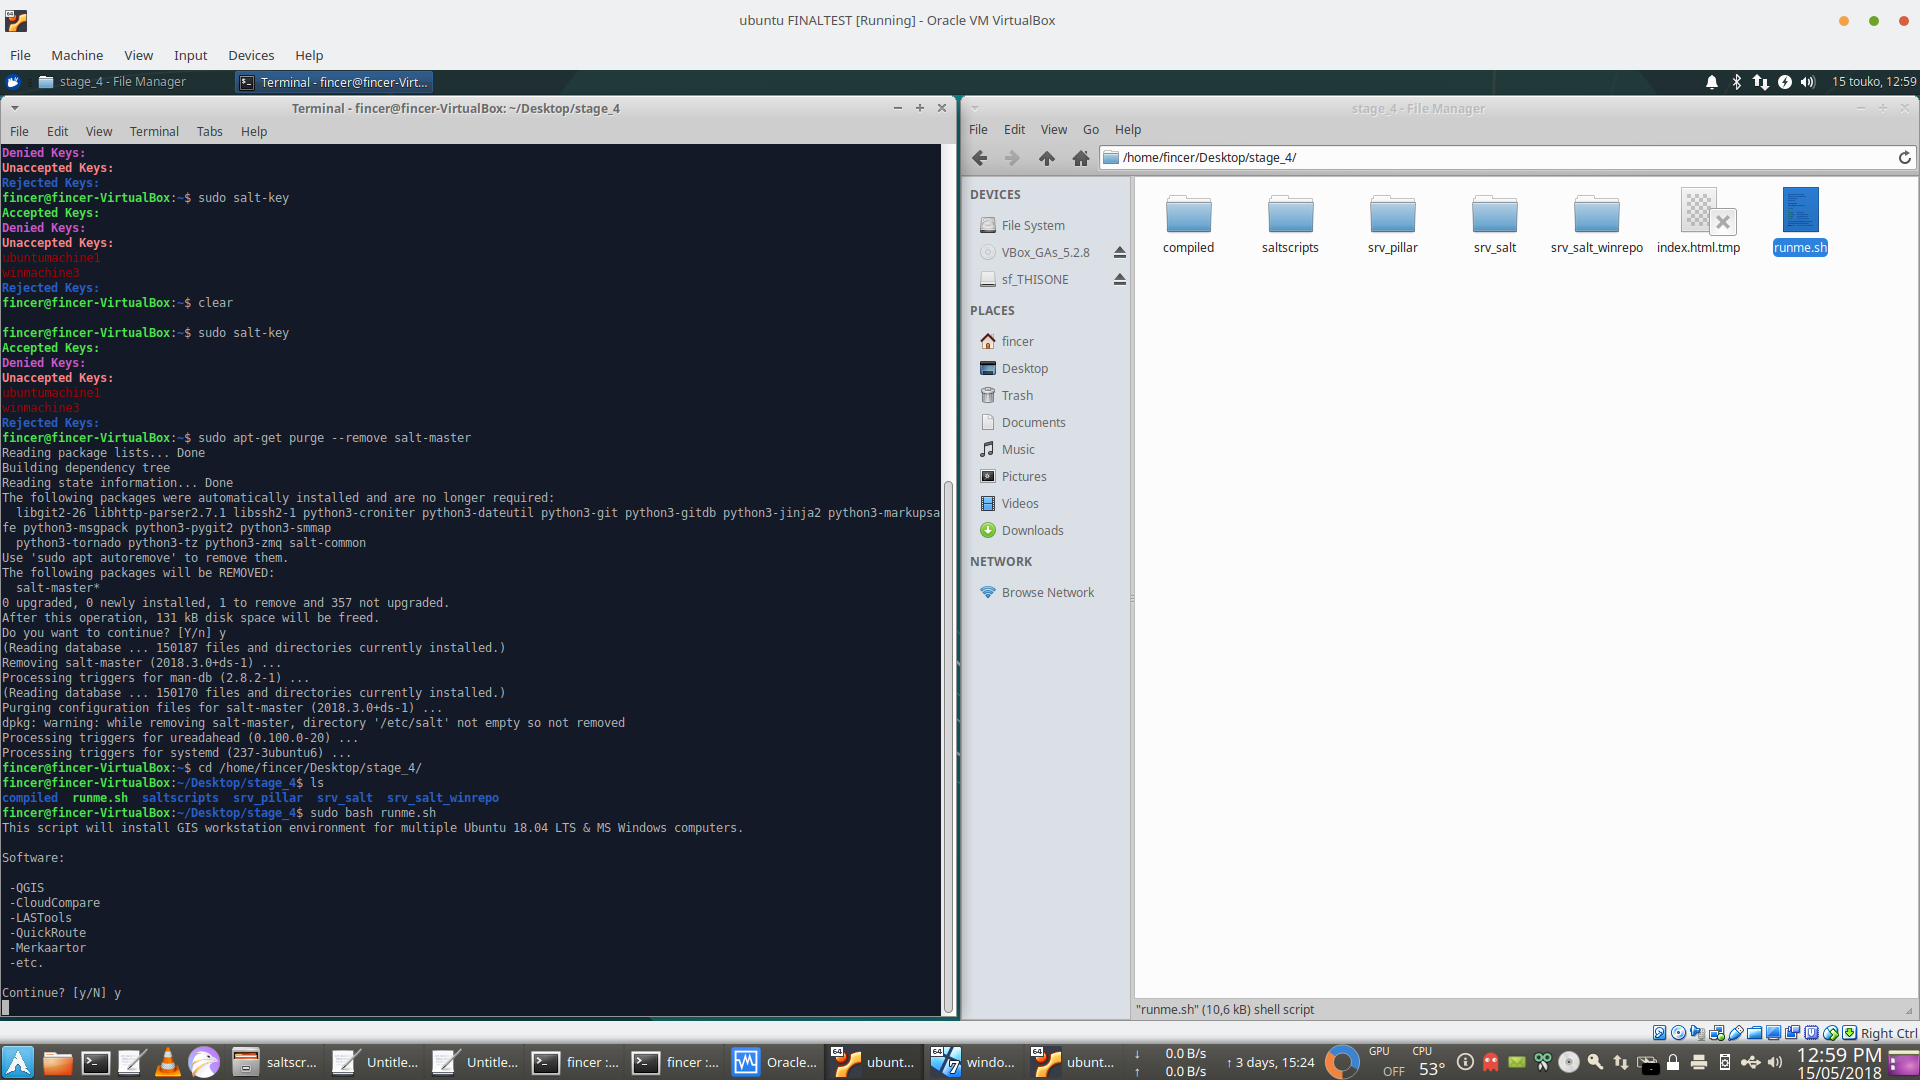 ubuntu FINALTEST [Running] - Oracle VM VirtualBox
File Machine View Input Devices Help
stage_4 - File Manager
Terminal - fincer@fincer-Virt...
15 touko, 12:59
Terminal - fincer@fincer-VirtualBox: ~/Desktop/stage_4
File Edit View Terminal Tabs Help
Denied Keys:
Unaccepted Keys:
Rejected Keys:
fincer@fincer-VirtualBox:~$ sudo salt-key
Accepted Keys:
Denied Keys:
Unaccepted Keys:
ubuntumachine1
winmachine3
Rejected Keys:
fincer@fincer-VirtualBox:~$ clear
fincer@fincer-VirtualBox:~$ sudo salt-key
Accepted Keys:
Denied Keys:
Unaccepted Keys:
ubuntumachine1
winmachine3
Rejected Keys:
fincer@fincer-VirtualBox:~$ sudo apt-get purge --remove salt-master
Reading package lists... Done
Building dependency tree
Reading state information... Done
The following packages were automatically installed and are no longer required:
libgit2-26 libhttp-parser2.7.1 libssh2-1 python3-croniter python3-dateutil python3-git python3-gitdb python3-jinja2 python3-markupsa
fe python3-msgpack python3-pygit2 python3-smmap
python3-tornado python3-tz python3-zmq salt-common
Use 'sudo apt autoremove' to remove them.
The following packages will be REMOVED:
salt-master*
0 upgraded, 0 newly installed, 1 to remove and 357 not upgraded.
After this operation, 131 kB disk space will be freed.
Do you want to continue? [Y/n] y
(Reading database ... 150187 files and directories currently installed.)
Removing salt-master (2018.3.0+ds-1) ...
Processing triggers for man-db (2.8.2-1) ...
(Reading database ... 150170 files and directories currently installed.)
Purging configuration files for salt-master (2018.3.0+ds-1) ...
dpkg: warning: while removing salt-master, directory '/etc/salt' not empty so not removed
Processing triggers for ureadahead (0.100.0-20) ...
Processing triggers for systemd (237-3ubuntu6) ...
fincer@fincer-VirtualBox:~$ cd /home/fincer/Desktop/stage_4/
fincer@fincer-VirtualBox:~/Desktop/stage_4$ ls
compiled runme.sh saltscripts srv_pillar srv_salt srv_salt_winrepo
fincer@fincer-VirtualBox:~/Desktop/stage_4$ sudo bash runme.sh
This script will install GIS workstation environment for multiple Ubuntu 18.04 LTS & MS Windows computers.
Software:
-QGIS
-CloudCompare
-LASTools
-QuickRoute
-Merkaartor
-etc.
Continue? [y/N] y
stage_4 - File Manager
File Edit View Go Help
/home/fincer/Desktop/stage_4/
DEVICES
File System
VBox_GAs_5.2.8
sf_THISONE
PLACES
fincer
Desktop
Trash
Documents
Music
Pictures
Videos
Downloads
NETWORK
Browse Network
compiled
saltscripts
srv_pillar
srv_salt
srv_salt_winrepo
index.html.tmp
runme.sh
"runme.sh" (10,6 kB) shell script
Right Ctrl
saltscr...
Untitle...
Untitle...
fincer :...
fincer :...
Oracle...
64
ubunt...
64
windo...
64
ubunt...
↓ 0.0 B/s
↑ 0.0 B/s
↑ 3 days, 15:24
GPU
OFF
CPU
53°
12:59 PM
15/05/2018